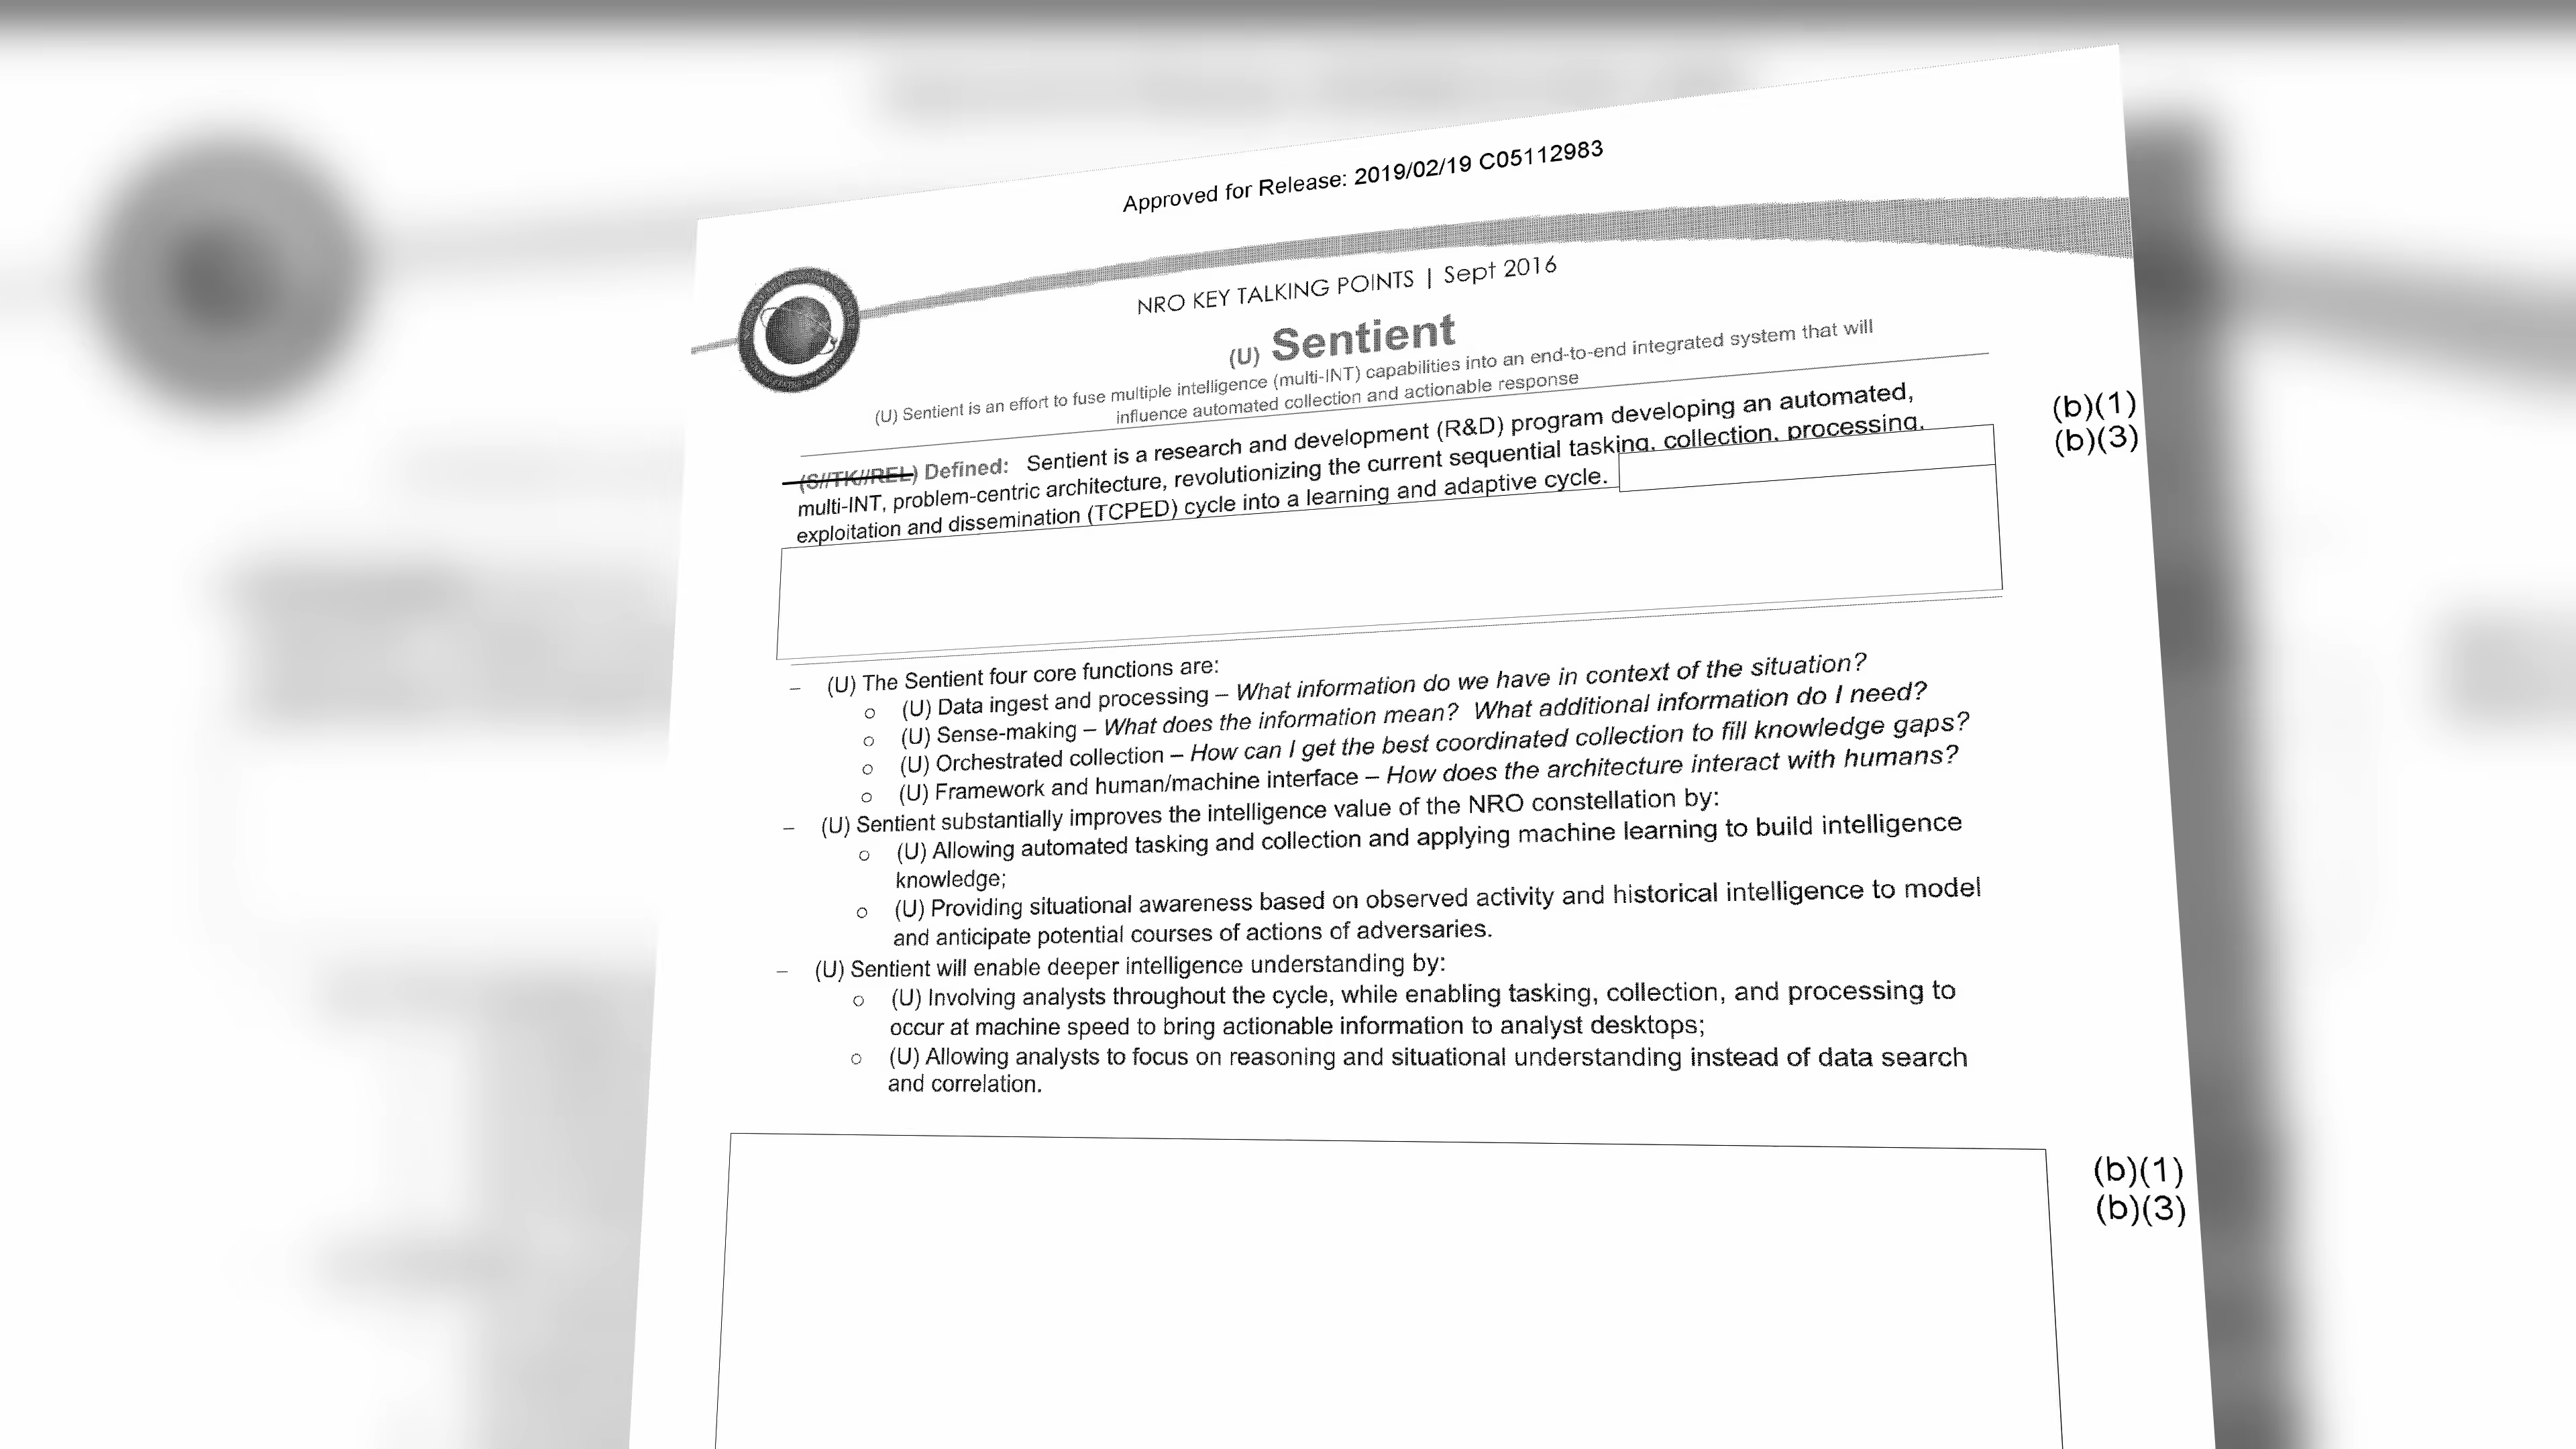 Approved for Release: 2019/02/19 C05112983
NRO KEY TALKING POINTS | Sept 2016
(U) Sentient
(U) Sentient is an effort to fuse multiple intelligence (multi-INT) capabilities into an end-to-end integrated system that will
influence automated collection and actionable response
(b)(1)
(b)(3)
(S//TK//REL) Defined: Sentient is a research and development (R&D) program developing an automated,
multi-INT, problem-centric architecture, revolutionizing the current sequential tasking, collection, processing,
exploitation and dissemination (TCPED) cycle into a learning and adaptive cycle.
– (U) The Sentient four core functions are:
o (U) Data ingest and processing – What information do we have in context of the situation?
o (U) Sense-making – What does the information mean? What additional information do I need?
o (U) Orchestrated collection – How can I get the best coordinated collection to fill knowledge gaps?
o (U) Framework and human/machine interface – How does the architecture interact with humans?
– (U) Sentient substantially improves the intelligence value of the NRO constellation by:
o (U) Allowing automated tasking and collection and applying machine learning to build intelligence
knowledge;
o (U) Providing situational awareness based on observed activity and historical intelligence to model
and anticipate potential courses of actions of adversaries.
– (U) Sentient will enable deeper intelligence understanding by:
o (U) Involving analysts throughout the cycle, while enabling tasking, collection, and processing to
occur at machine speed to bring actionable information to analyst desktops;
o (U) Allowing analysts to focus on reasoning and situational understanding instead of data search
and correlation.
(b)(1)
(b)(3)